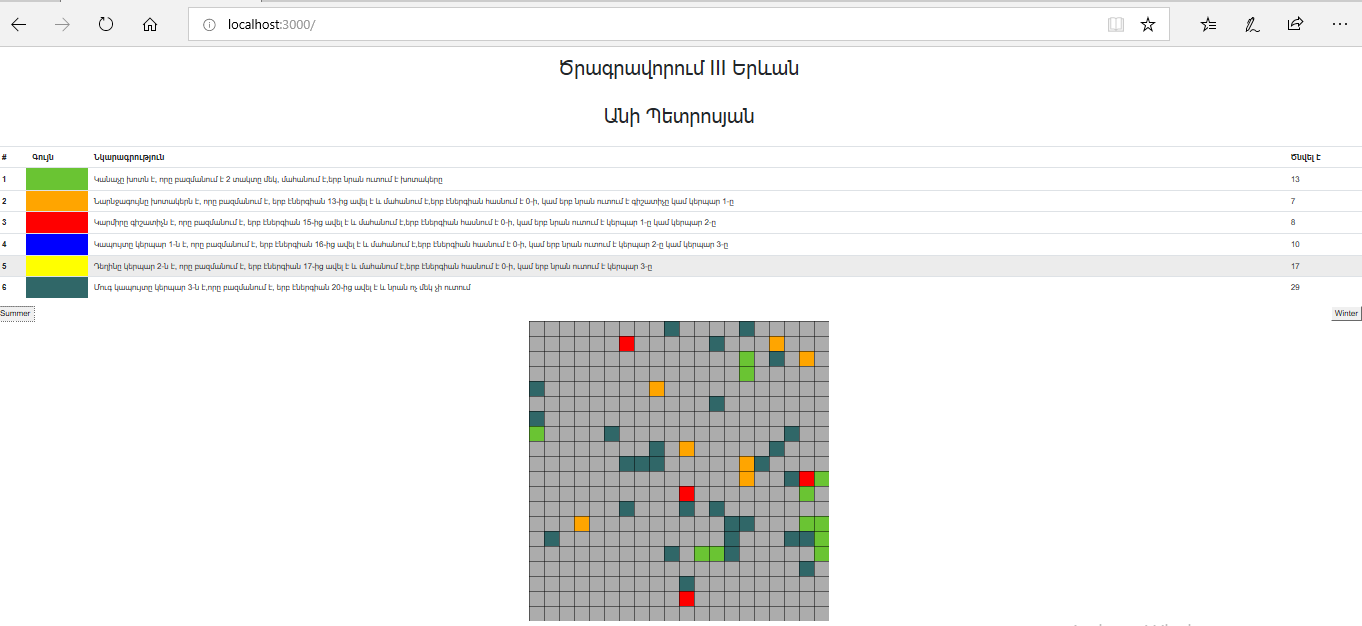 localhost:3000/
Ծրագրավորում III Երևան
Անի Պետրոսյան
# Գույն Նկարագրություն Ծնվել է
1 Կանաչը խոտն է, որը բազմանում է 2 տակտը մեկ, մահանում է,երբ նրան ուտում է խոտակերը 13
2 Նարնջագույնը խոտակերն է, որը բազմանում է, երբ էներգիան 13-ից ավել է և մահանում է,երբ էներգիան հասնում է 0-ի, կամ երբ նրան ուտում է գիշատիչը կամ կերպար 1-ը 7
3 Կարմիրը գիշատիչն է, որը բազմանում է, երբ էներգիան 15-ից ավել է և մահանում է,երբ էներգիան հասնում է 0-ի, կամ երբ նրան ուտում է կերպար 1-ը կամ կերպար 2-ը 8
4 Կապույտը կերպար 1-ն է, որը բազմանում է, երբ էներգիան 16-ից ավել է և մահանում է,երբ էներգիան հասնում է 0-ի, կամ երբ նրան ուտում է կերպար 2-ը կամ կերպար 3-ը 10
5 Դեղինը կերպար 2-ն է, որը բազմանում է, երբ էներգիան 17-ից ավել է և մահանում է,երբ էներգիան հասնում է 0-ի, կամ երբ նրան ուտում է կերպար 3-ը 17
6 Մուգ կապույտը կերպար 3-ն է,որը բազմանում է, երբ էներգիան 20-ից ավել է և նրան ոչ մեկ չի ուտում 29
Summer Winter